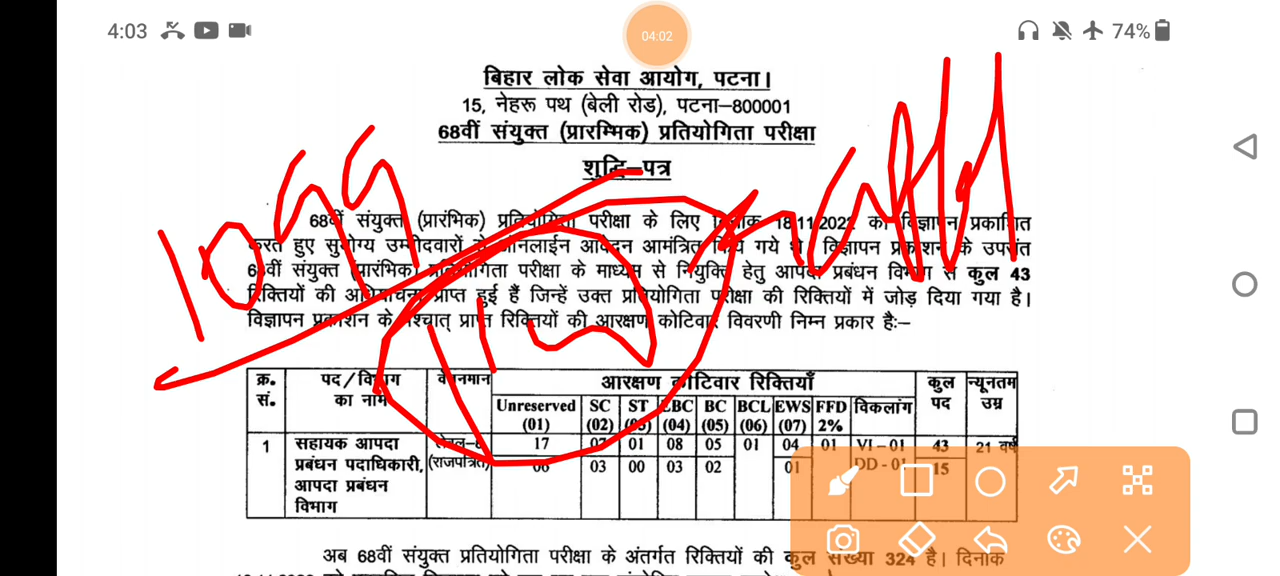 4:03 04:02 74%
बिहार लोक सेवा आयोग, पटना।
15, नेहरू पथ (बेली रोड), पटना–800001
68वीं संयुक्त (प्रारम्भिक) प्रतियोगिता परीक्षा
शुद्धि–पत्र
68वीं संयुक्त (प्रारंभिक) प्रतियोगिता परीक्षा के लिए दिनांक 18.11.2022 को विज्ञापन प्रकाशित
करते हुए सुयोग्य उम्मीदवारों से ऑनलाईन आवेदन आमंत्रित किये गये थे। विज्ञापन प्रकाशन के उपरांत
68वीं संयुक्त (प्रारंभिक) प्रतियोगिता परीक्षा के माध्यम से नियुक्ति हेतु आपदा प्रबंधन विभाग से कुल 43
रिक्तियों की अधियाचना प्राप्त हुई हैं जिन्हें उक्त प्रतियोगिता परीक्षा की रिक्तियों में जोड़ दिया गया है।
विज्ञापन प्रकाशन के पश्चात् प्राप्त रिक्तियों की आरक्षण कोटिवार विवरणी निम्न प्रकार है:–
क्र. सं. पद/विभाग का नाम वेतनमान आरक्षण कोटिवार रिक्तियाँ कुल पद न्यूनतम उम्र
Unreserved (01) SC (02) ST (03) EBC (04) BC (05) BCL (06) EWS (07) FFD 2% विकलांग
1 सहायक आपदा प्रबंधन पदाधिकारी, आपदा प्रबंधन विभाग (राजपत्रित) 17 07 01 08 05 01 04 01 VI – 01 43 21 वर्ष
00 03 00 03 02 01 DD - 01 15
अब 68वीं संयुक्त प्रतियोगिता परीक्षा के अंतर्गत रिक्तियों की कुल संख्या 324 है। दिनांक